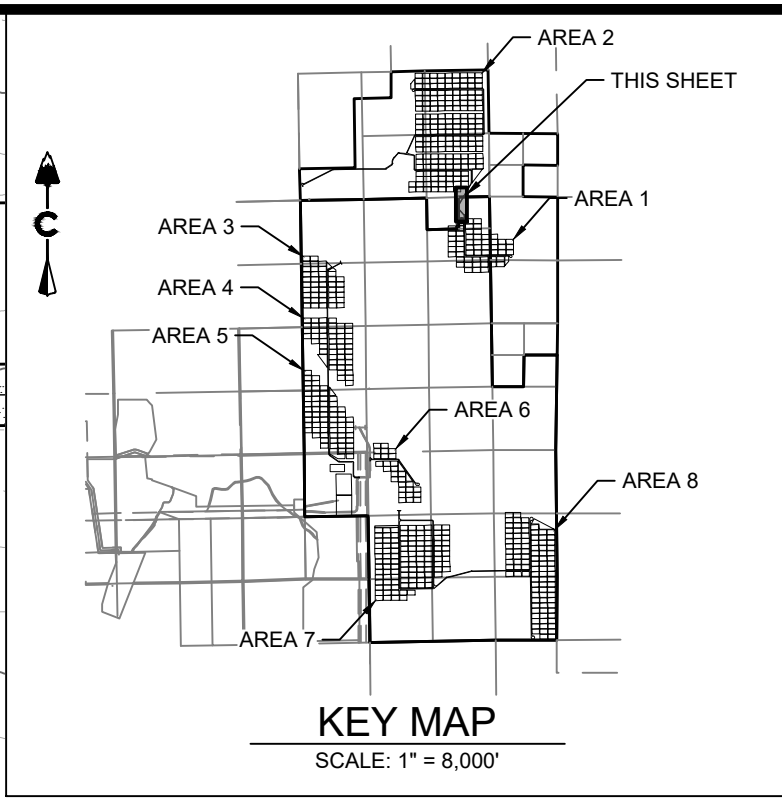 AREA 2
THIS SHEET
AREA 1
AREA 3
AREA 4
AREA 5
AREA 6
AREA 8
AREA 7
KEY MAP
SCALE: 1" = 8,000'